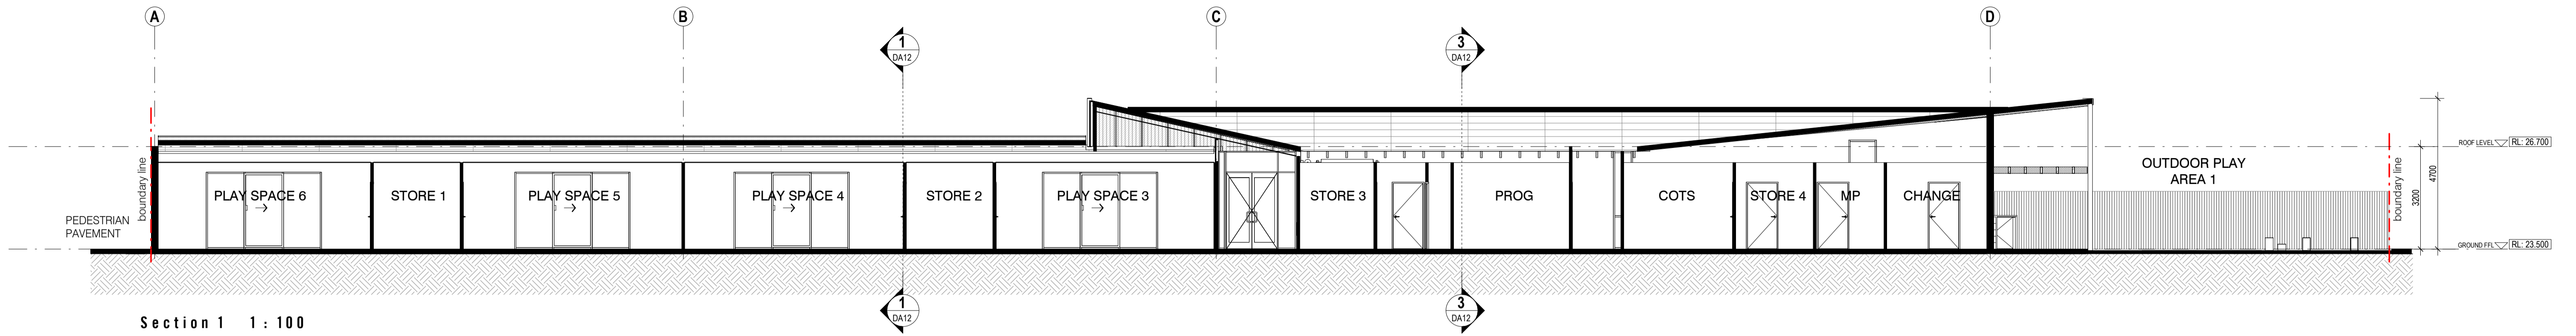 A
B
C
D
1
DA12
3
DA12
ROOF LEVEL RL: 26.700
OUTDOOR PLAY
AREA 1
boundary line
boundary line
4700
3200
PLAY SPACE 6
STORE 1
PLAY SPACE 5
PLAY SPACE 4
STORE 2
PLAY SPACE 3
STORE 3
PROG
COTS
STORE 4
MP
CHANGE
PEDESTRIAN
PAVEMENT
GROUND FFL RL: 23.500
1
DA12
3
DA12
Section 1 1 : 100